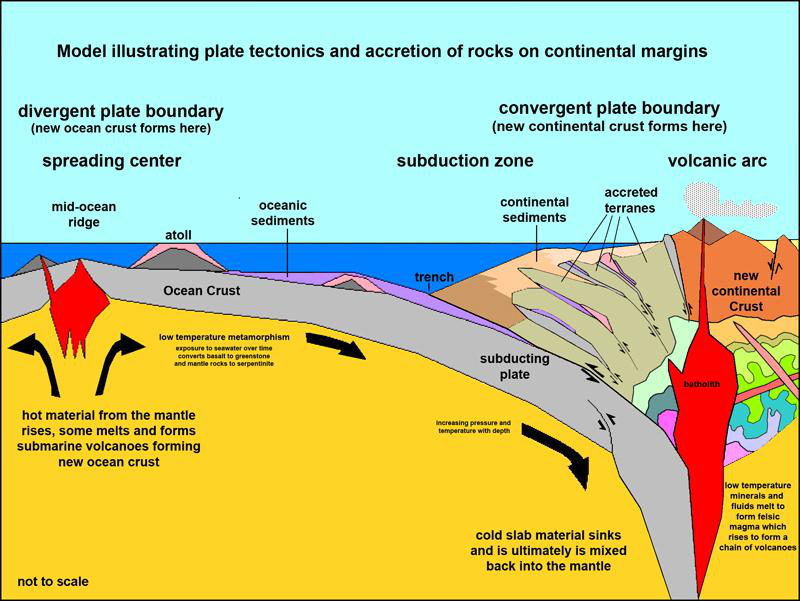 Model illustrating plate tectonics and accretion of rocks on continental margins
divergent plate boundary
(new ocean crust forms here)
convergent plate boundary
(new continental crust forms here)
spreading center
subduction zone
volcanic arc
mid-ocean
ridge
atoll
oceanic
sediments
continental
sediments
accreted
terranes
trench
Ocean Crust
new
continental
Crust
low temperature metamorphism
exposure to seawater over time
converts basalt to greenstone
and mantle rocks to serpentinite
subducting
plate
batholith
hot material from the mantle
rises, some melts and forms
submarine volcanoes forming
new ocean crust
increasing pressure and
temperature with depth
low temperature
minerals and
fluids melt to
form felsic
magma which
rises to form a
chain of volcanoes
cold slab material sinks
and is ultimately is mixed
back into the mantle
not to scale